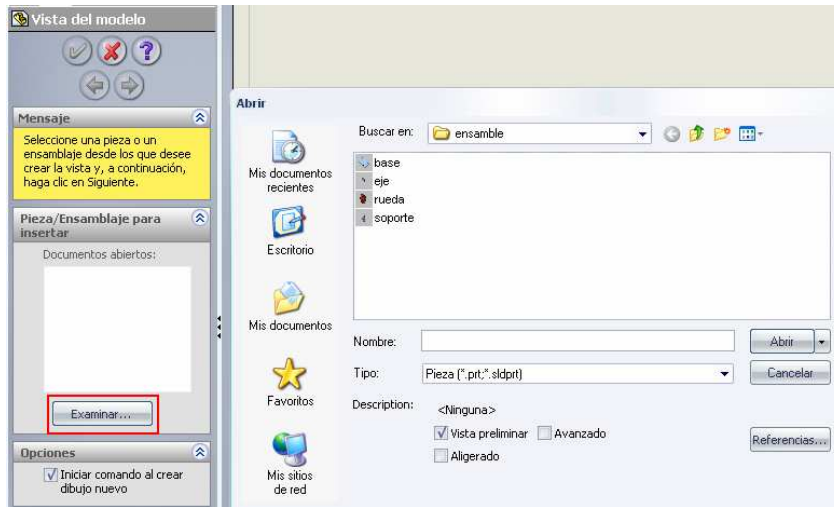 Vista del modelo
Mensaje
Seleccione una pieza o un
ensamblaje desde los que desee
crear la vista y, a continuación,
haga clic en Siguiente.
Pieza/Ensamblaje para
insertar
Documentos abiertos:
Examinar...
Opciones
Iniciar comando al crear
dibujo nuevo
Abrir
Buscar en: ensamble
Mis documentos
recientes
Escritorio
Mis documentos
Favoritos
Mis sitios
de red
base
eje
rueda
soporte
Nombre:
Abrir
Tipo: Pieza (*.prt;*.sldprt)
Cancelar
Description: <Ninguna>
Vista preliminar Avanzado
Aligerado
Referencias...